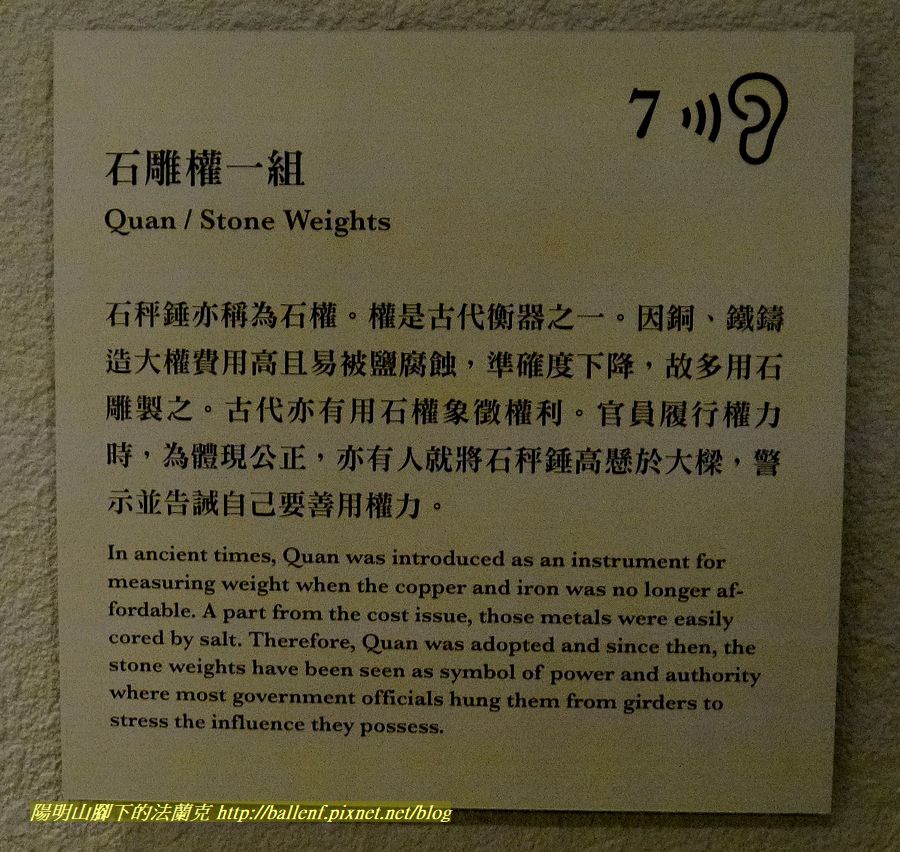 7
石雕權一組
Quan / Stone Weights
石秤錘亦稱為石權。權是古代衡器之一。因銅、鐵鑄
造大權費用高且易被鹽腐蝕，準確度下降，故多用石
雕製之。古代亦有用石權象徵權利。官員履行權力
時，為體現公正，亦有人就將石秤錘高懸於大樑，警
示並告誡自己要善用權力。
In ancient times, Quan was introduced as an instrument for
measuring weight when the copper and iron was no longer af-
fordable. A part from the cost issue, those metals were easily
cored by salt. Therefore, Quan was adopted and since then, the
stone weights have been seen as symbol of power and authority
where most government officials hung them from girders to
stress the influence they possess.
陽明山腳下的法蘭克 http://ballenf.pixnet.net/blog